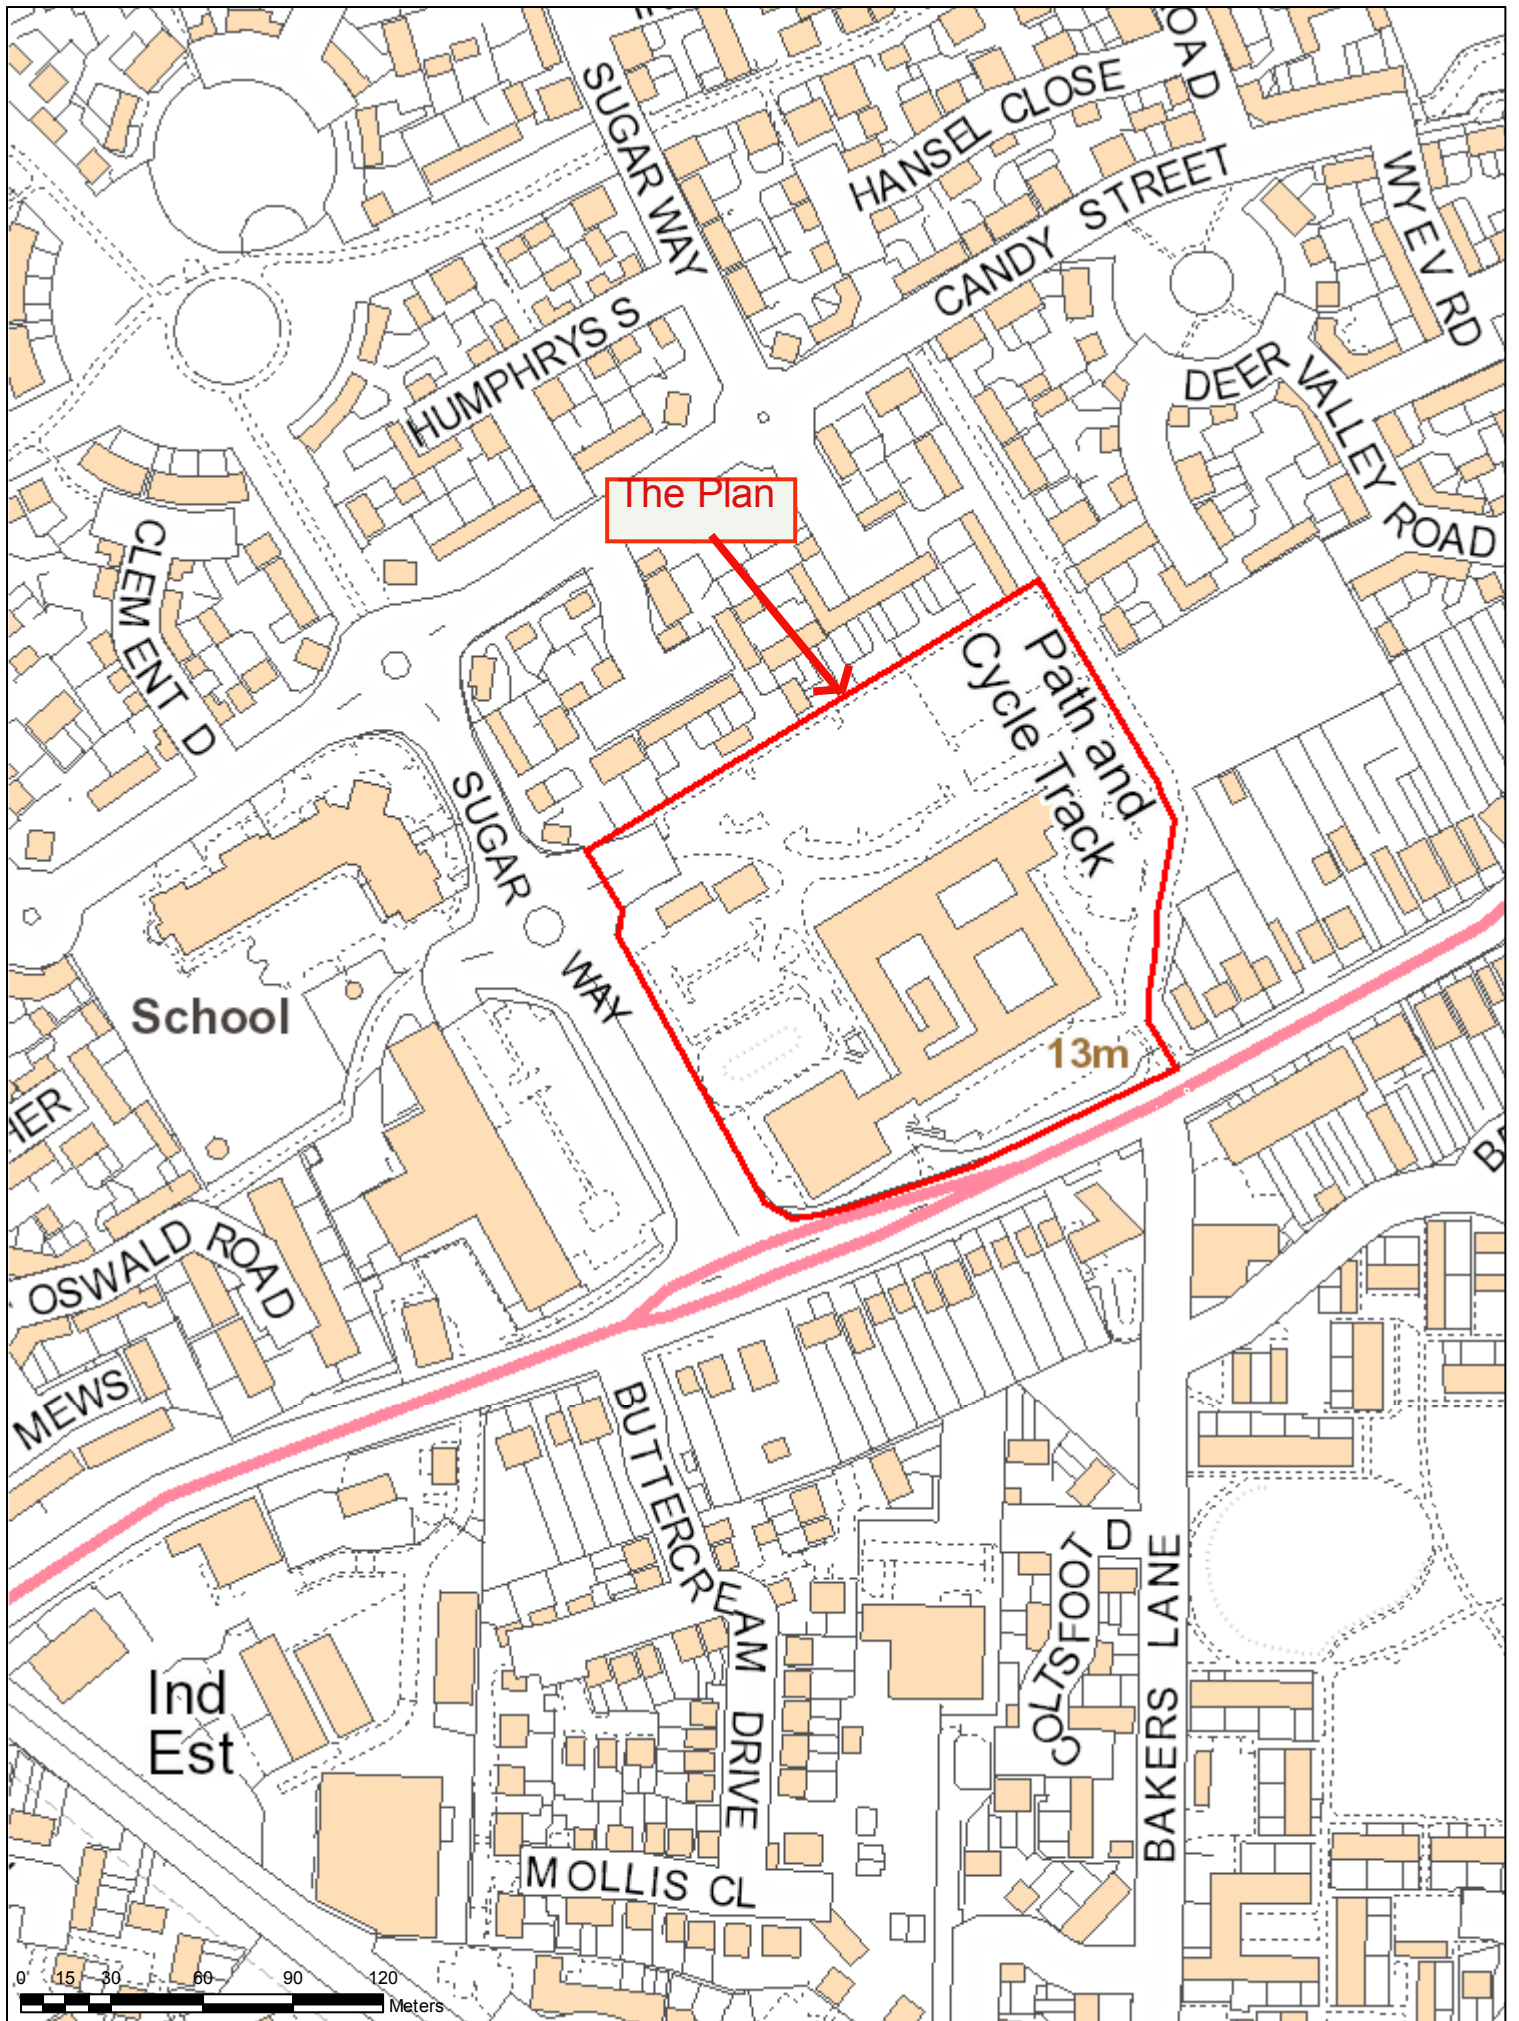 OAD
SUGAR WAY
HANSEL CLOSE
CANDY STREET
WYEV RD
HUMPHRYS S
DEER VALLEY ROAD
The Plan
CLEMENT D
Path and
Cycle Track
SUGAR WAY
School
13m
HER
OSWALD ROAD
MEWS
BUTTERCREAM DRIVE
COLTSFOOT D
BAKERS LANE
Ind
Est
MOLLIS CL
0 15 30 60 90 120
Meters